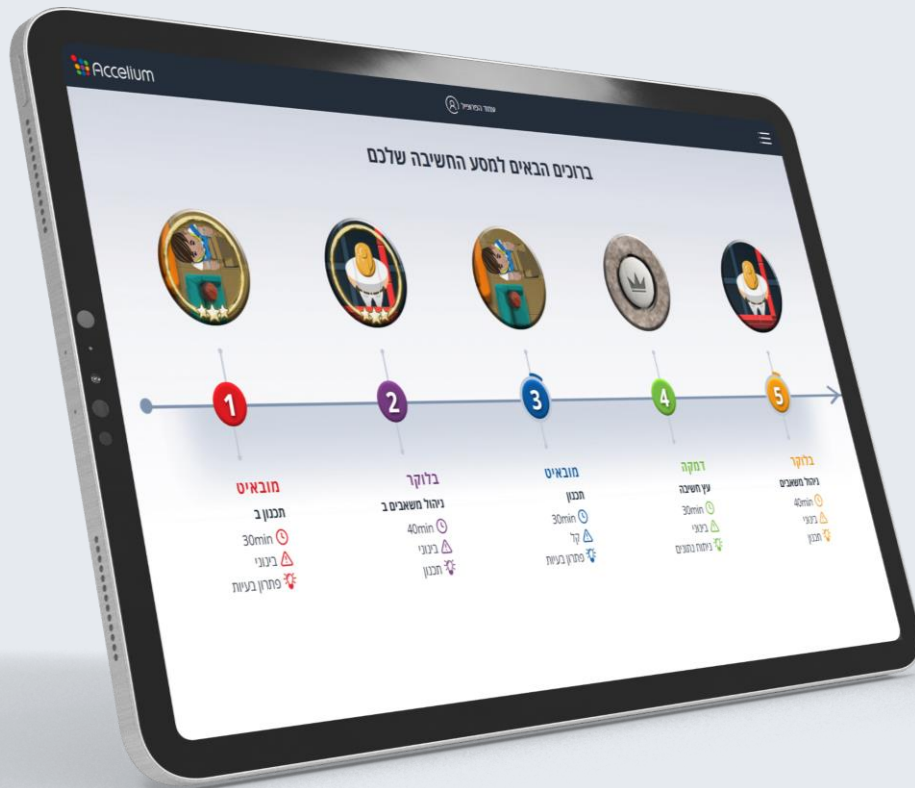 Accelium
עמוד הפרופיל
ברוכים הבאים למסע החשיבה שלכם
1
מובאיט
תכנון ב
30min
בינוני
פתרון בעיות
2
בלוקר
ניהול משאבים ב
40min
בינוני
תכנון
3
מובאיט
תכנון
30min
קל
פתרון בעיות
4
דמקה
עץ חשיבה
30min
בינוני
ניתוח נתונים
5
בלוקר
ניהול משאבים
40min
בינוני
תכנון